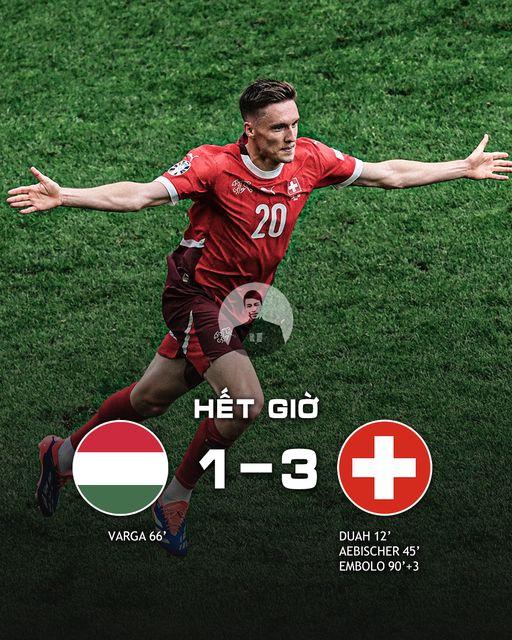 20
HẾT GIỜ
1-3
VARGA 66'
DUAH 12'
AEBISCHER 45'
EMBOLO 90'+3